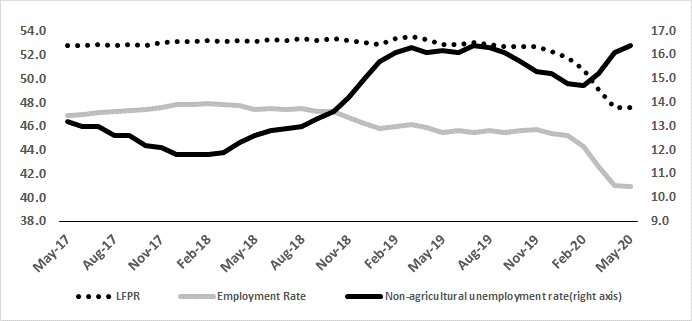 54.0
52.0
50.0
48.0
46.0
44.0
42.0
40.0
38.0
17.0
16.0
15.0
14.0
13.0
12.0
11.0
10.0
9.0
May-17
Aug-17
Nov-17
Feb-18
May-18
Aug-18
Nov-18
Feb-19
May-19
Aug-19
Nov-19
Feb-20
May-20
LFPR
Employment Rate
Non-agricultural unemployment rate(right axis)